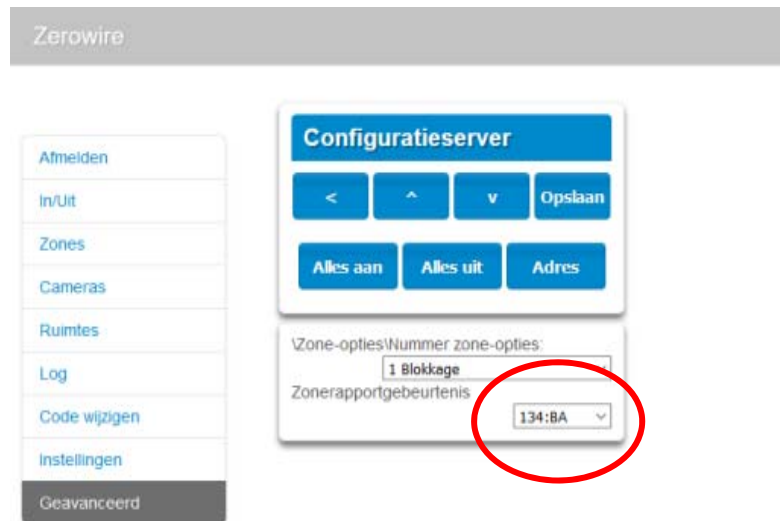 Zerowire
Afmelden
In/Uit
Zones
Cameras
Ruimtes
Log
Code wijzigen
Instellingen
Geavanceerd
Configuratieserver
< ^ v Opslaan
Alles aan Alles uit Adres
\Zone-opties\Nummer zone-opties:
1 Blokkage
Zonerapportgebeurtenis
134:BA